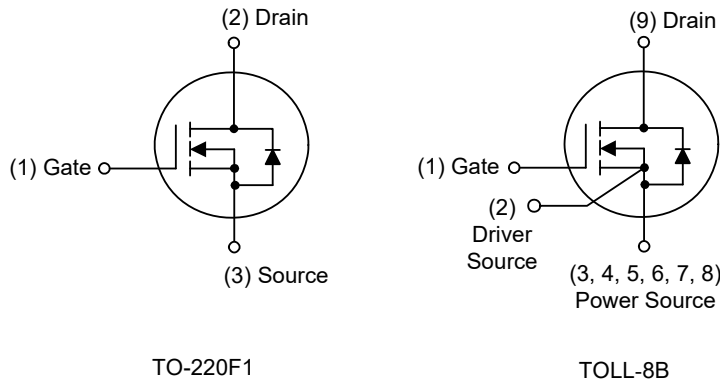 (2) Drain
(1) Gate
(3) Source
TO-220F1
(9) Drain
(1) Gate
(2)
Driver
Source
(3, 4, 5, 6, 7, 8)
Power Source
TOLL-8B